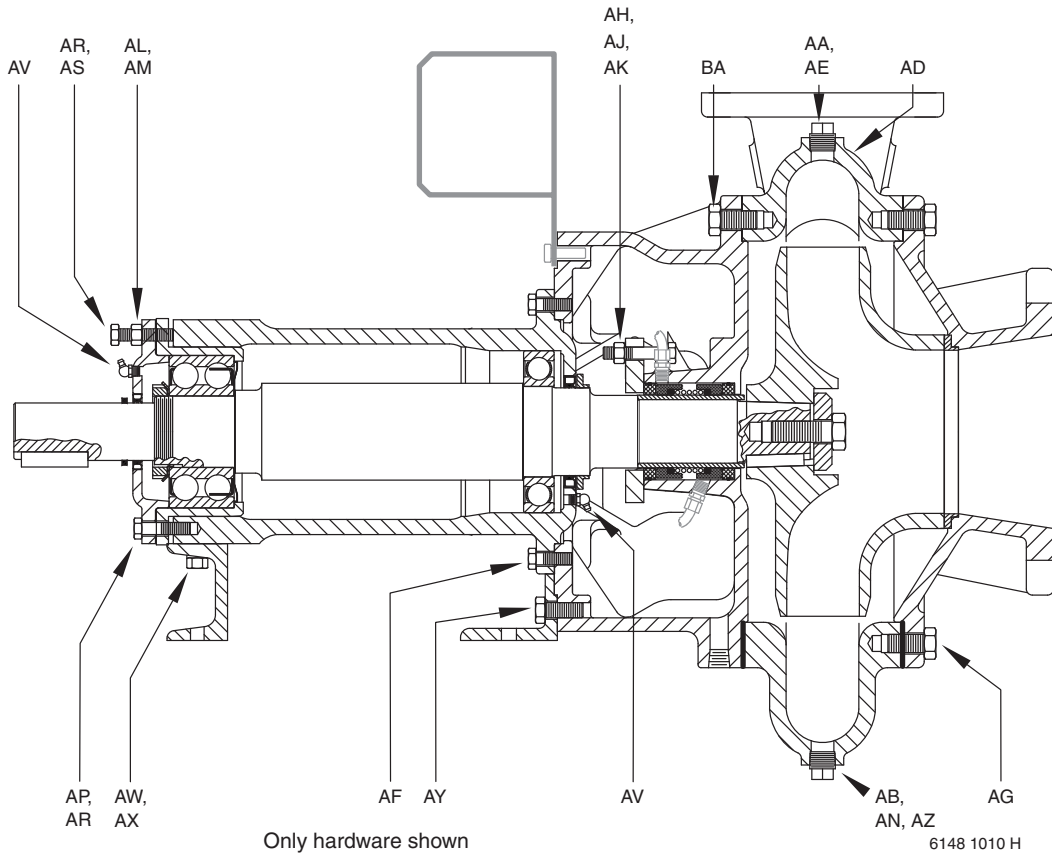 AH,
AJ,
AK
AR,
AS
AL,
AM
AA,
AE
AV
BA
AD
AP,
AR
AW,
AX
AF
AY
AV
AB,
AN, AZ
AG
Only hardware shown
6148 1010 H